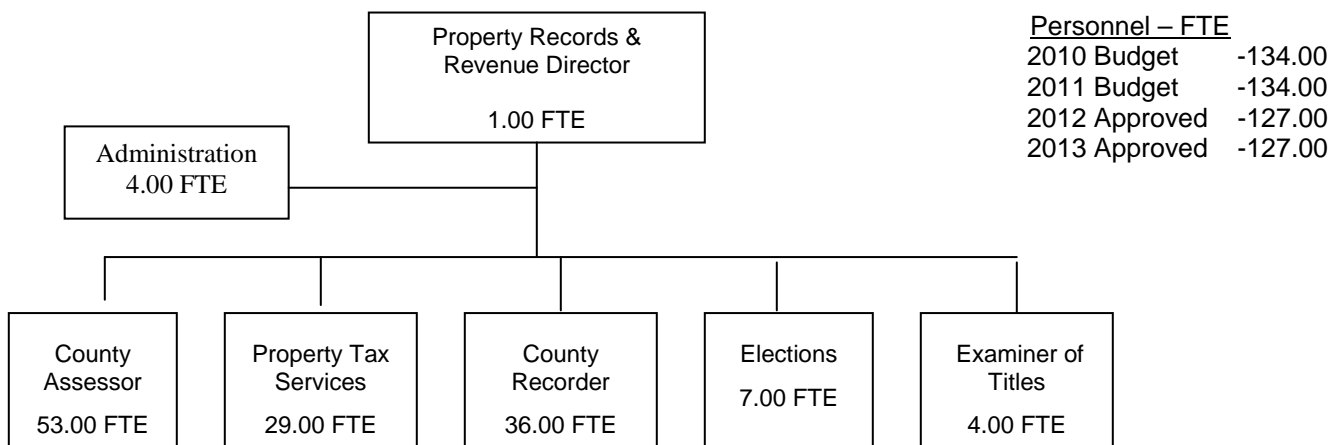 Property Records &
Revenue Director
1.00 FTE
Personnel – FTE
2010 Budget -134.00
2011 Budget -134.00
2012 Approved -127.00
2013 Approved -127.00
Administration
4.00 FTE
County
Assessor
53.00 FTE
Property Tax
Services
29.00 FTE
County
Recorder
36.00 FTE
Elections
7.00 FTE
Examiner of
Titles
4.00 FTE